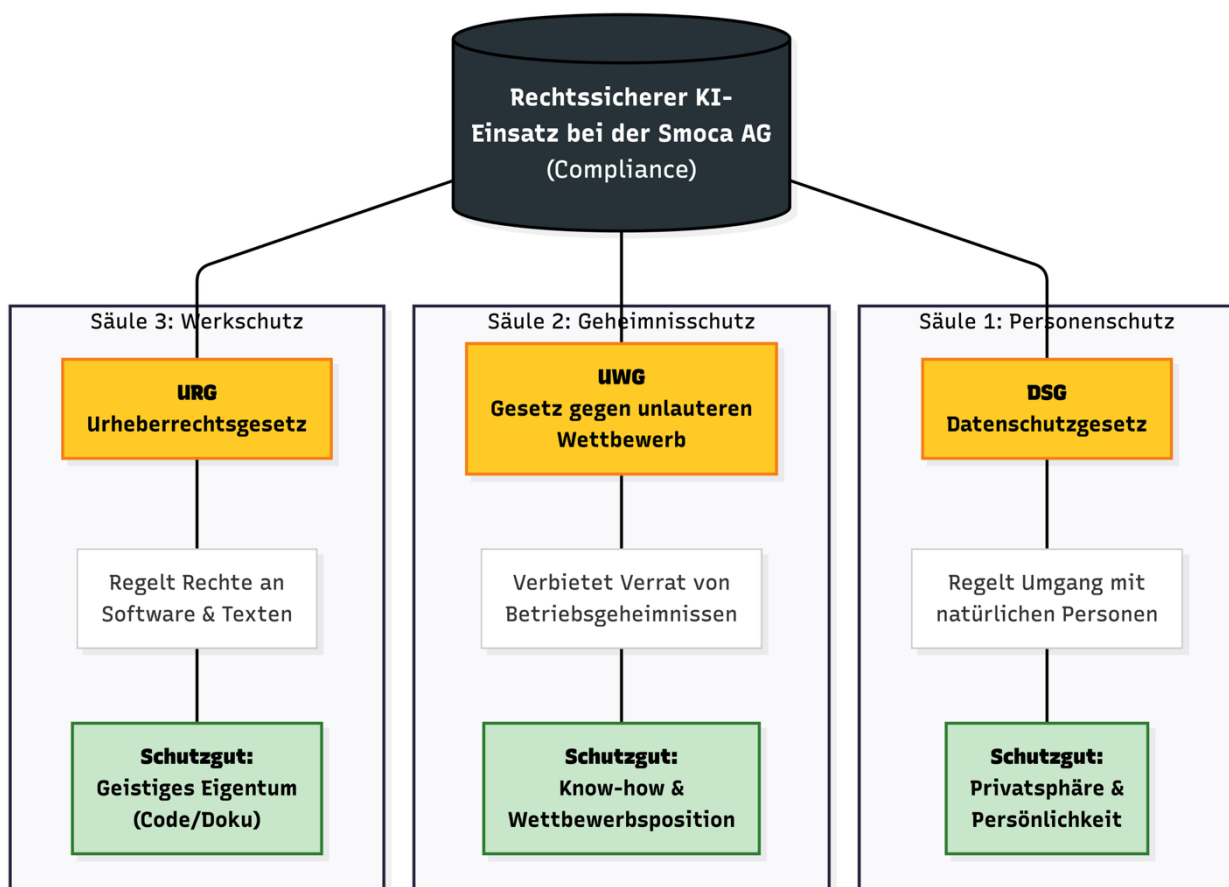 Rechtssicherer KI-
Einsatz bei der Smoca AG
(Compliance)
Säule 3: Werkschutz
URG
Urheberrechtsgesetz
Regelt Rechte an
Software & Texten
Schutzgut:
Geistiges Eigentum
(Code/Doku)
Säule 2: Geheimnisschutz
UWG
Gesetz gegen unlauteren
Wettbewerb
Verbietet Verrat von
Betriebsgeheimnissen
Schutzgut:
Know-how &
Wettbewerbsposition
Säule 1: Personenschutz
DSG
Datenschutzgesetz
Regelt Umgang mit
natürlichen Personen
Schutzgut:
Privatsphäre &
Persönlichkeit